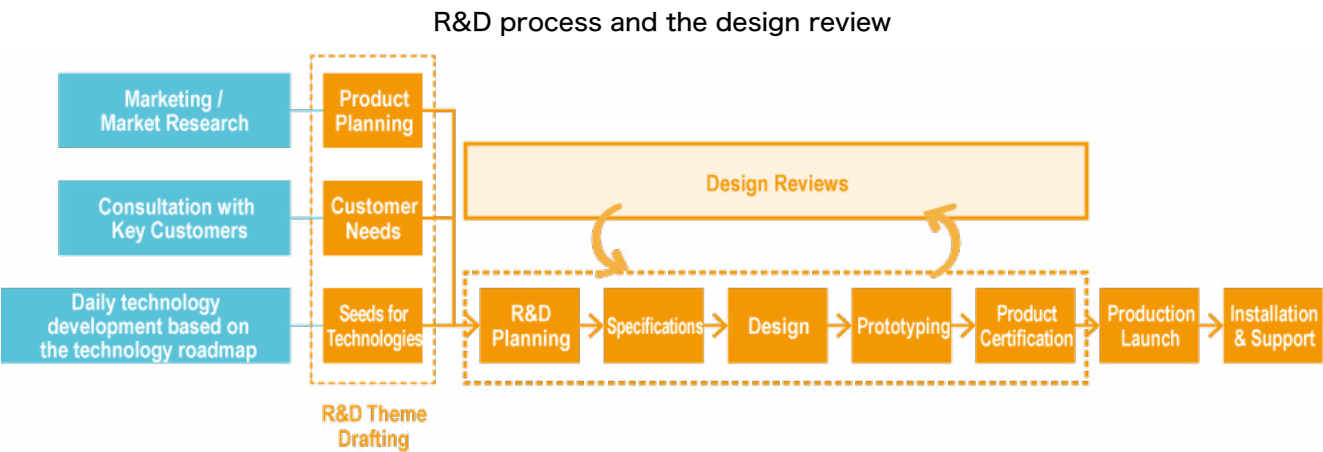 R&D process and the design review
Marketing /
Market Research
Product
Planning
Design Reviews
Consultation with
Key Customers
Customer
Needs
Daily technology
development based on
the technology roadmap
Seeds for
Technologies
R&D
Planning
Specifications
Design
Prototyping
Product
Certification
Production
Launch
Installation
& Support
R&D Theme
Drafting